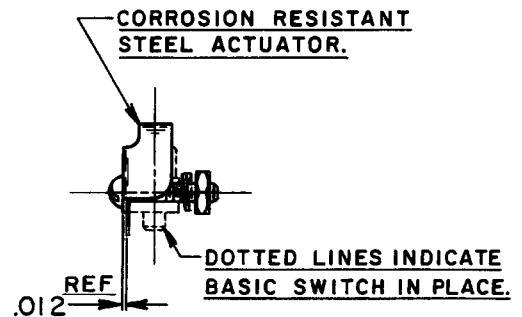 CORROSION RESISTANT
STEEL ACTUATOR.
DOTTED LINES INDICATE
BASIC SWITCH IN PLACE.
REF
.012